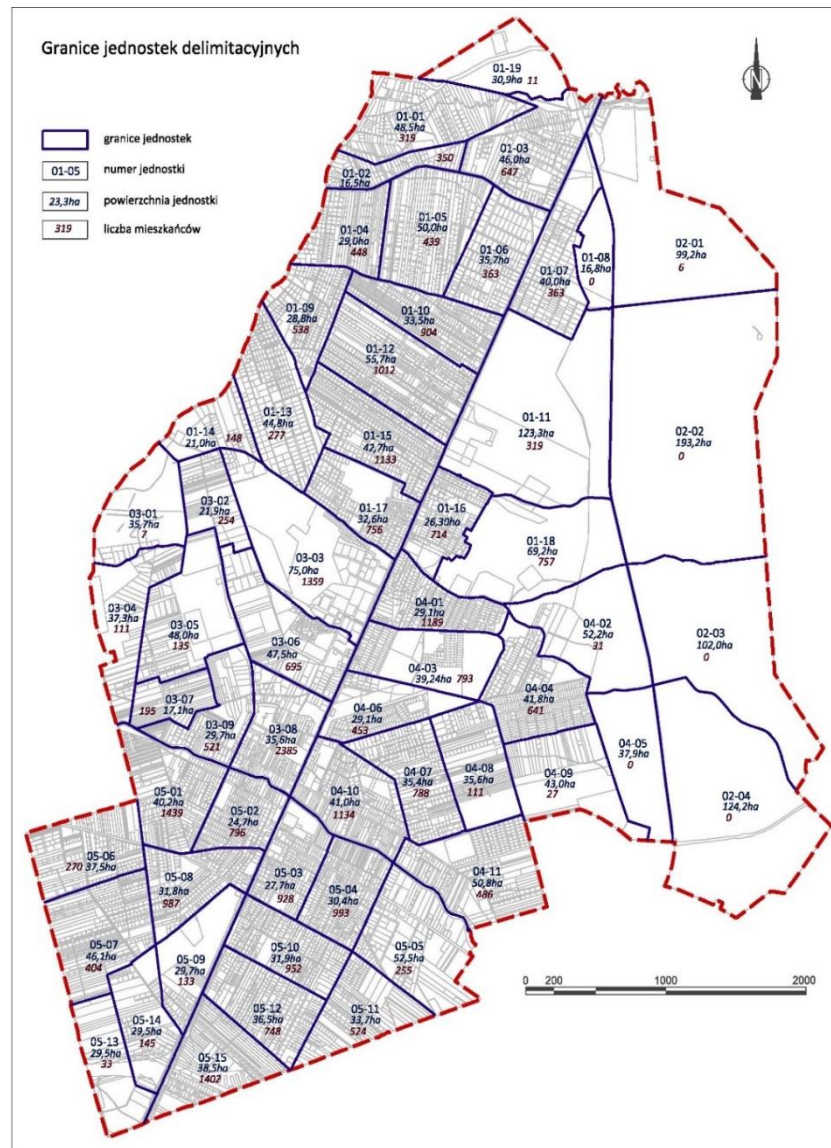 Granice jednostek delimitacyjnych
granice jednostek
01-05 numer jednostki
23,3ha powierzchnia jednostki
319 liczba mieszkańców
N
01-19
30,9ha 11
01-01
48,5ha
319
350
01-02
16,5ha
01-03
46,0ha
647
01-04
29,0ha
448
01-05
50,0ha
439
01-06
35,7ha
363
01-07
40,0ha
363
01-08
16,8ha
0
02-01
99,2ha
6
01-09
28,8ha
538
01-10
33,5ha
904
01-12
55,7ha
1012
01-11
123,3ha
319
02-02
193,2ha
0
01-13
44,8ha
277
01-14
21,0ha
148
01-15
42,7ha
1133
01-17
32,6ha
756
01-16
26,30ha
714
01-18
69,2ha
757
03-01
35,7ha
7
03-02
21,9ha
254
03-03
75,0ha
1359
03-04
37,3ha
111
03-05
48,0ha
135
03-06
47,5ha
695
04-01
29,1ha
1189
04-02
52,2ha
31
02-03
102,0ha
0
04-03
39,24ha
793
04-04
41,8ha
641
03-07
195 17,1ha
03-09
29,7ha
521
03-08
35,6ha
2385
04-06
29,1ha
453
04-07
35,4ha
788
04-08
35,6ha
111
04-09
43,0ha
27
04-05
37,9ha
0
02-04
124,2ha
0
04-10
41,0ha
1134
05-01
40,2ha
1439
05-02
24,7ha
796
05-03
27,7ha
928
05-04
30,4ha
993
04-11
50,8ha
486
05-06
270 37,5ha
05-08
31,8ha
987
05-07
46,1ha
404
05-09
29,7ha
133
05-10
31,9ha
952
05-05
52,5ha
255
05-12
36,5ha
748
05-11
33,7ha
524
05-14
29,5ha
145
05-13
29,5ha
33
05-15
38,5ha
1402
0 200 1000 2000